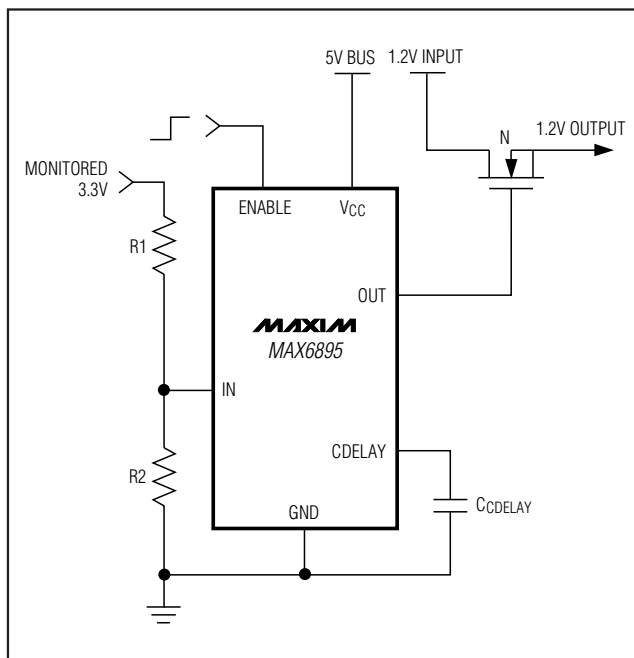 5V BUS
1.2V INPUT
N
1.2V OUTPUT
MONITORED
3.3V
ENABLE
VCC
R1
OUT
MAXIM
MAX6895
IN
R2
CDELAY
CCDELAY
GND